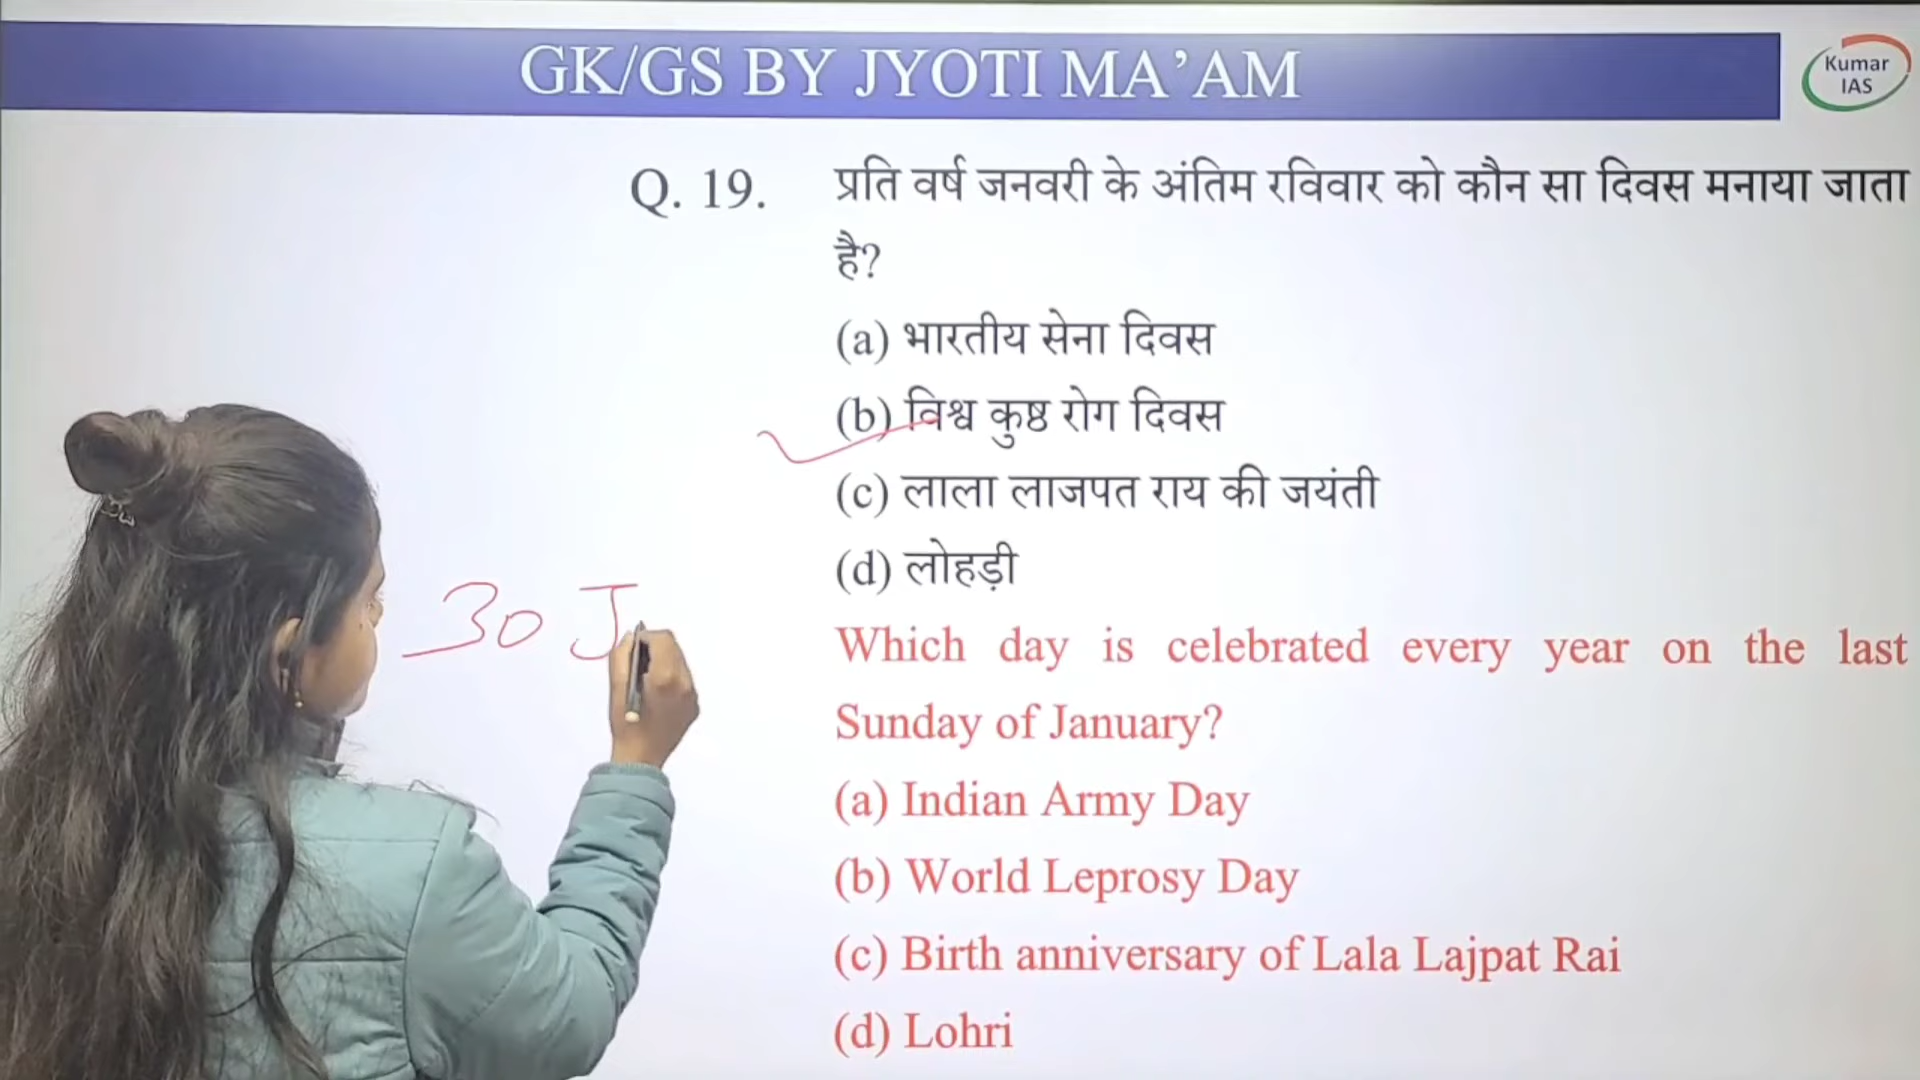 GK/GS BY JYOTI MA’AM
Kumar
IAS
Q. 19. प्रति वर्ष जनवरी के अंतिम रविवार को कौन सा दिवस मनाया जाता
है?
(a) भारतीय सेना दिवस
(b) विश्व कुष्ठ रोग दिवस
(c) लाला लाजपत राय की जयंती
(d) लोहड़ी
30 J
Which day is celebrated every year on the last
Sunday of January?
(a) Indian Army Day
(b) World Leprosy Day
(c) Birth anniversary of Lala Lajpat Rai
(d) Lohri